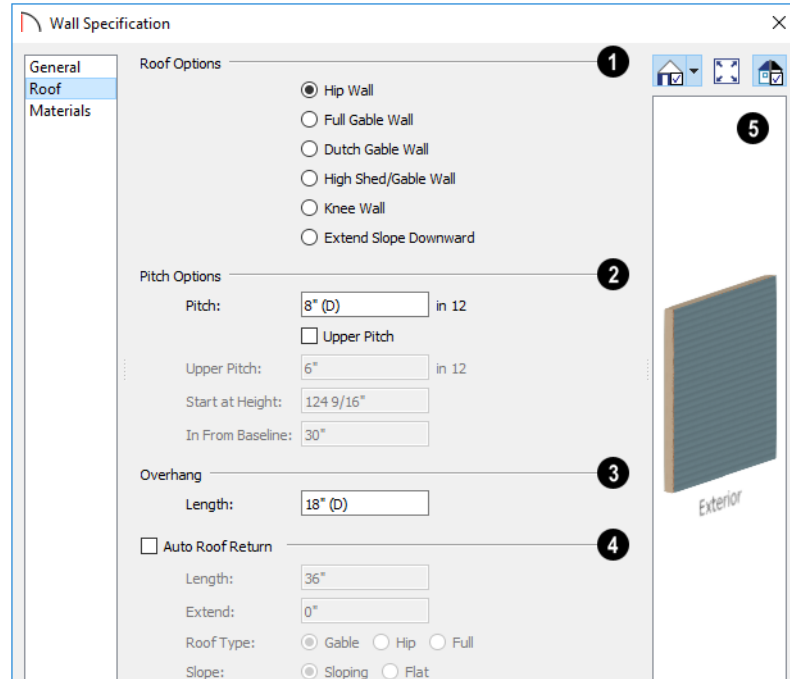 Wall Specification
General
Roof
Materials
Roof Options
1
Hip Wall
Full Gable Wall
Dutch Gable Wall
High Shed/Gable Wall
Knee Wall
Extend Slope Downward
Pitch Options
2
Pitch: 8" (D) in 12
Upper Pitch
Upper Pitch: 6" in 12
Start at Height: 124 9/16"
In From Baseline: 30"
Overhang
3
Length: 18" (D)
Auto Roof Return
4
Length: 36"
Extend: 0"
Roof Type: Gable Hip Full
Slope: Sloping Flat
5
Exterior